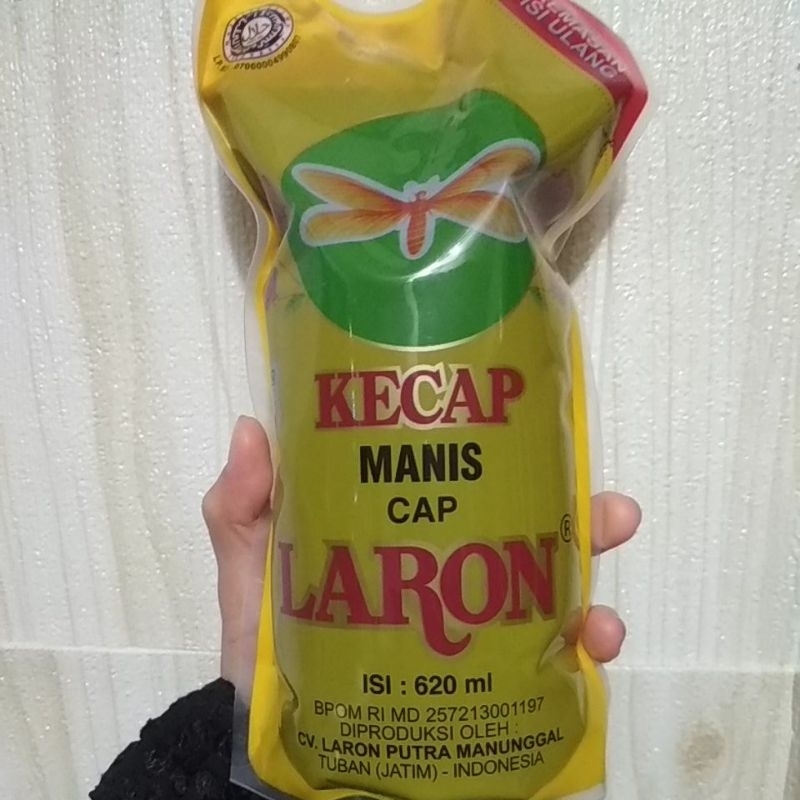 KEMASAN
ISI ULANG
KECAP
MANIS
CAP
LARON®
ISI : 620 ml
BPOM RI MD 257213001197
DIPRODUKSI OLEH :
CV. LARON PUTRA MANUNGGAL
TUBAN (JATIM) - INDONESIA